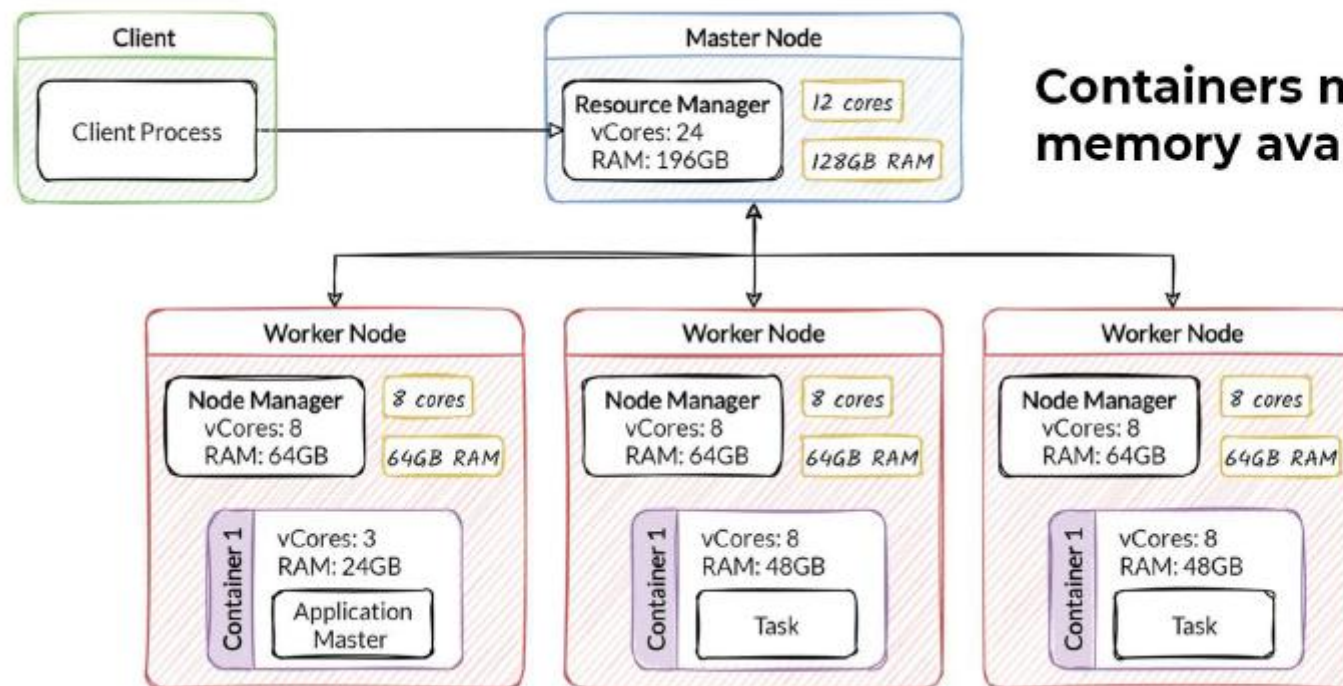 Client
Client Process
Master Node
Resource Manager
vCores: 24
RAM: 196GB
12 cores
128GB RAM
Containers
memory
Worker Node
Node Manager
vCores: 8
RAM: 64GB
8 cores
64GB RAM
Container 1
vCores: 3
RAM: 24GB
Application
Master
Worker Node
Node Manager
vCores: 8
RAM: 64GB
8 cores
64GB RAM
Container 1
vCores: 8
RAM: 48GB
Task
Worker Node
Node Manager
vCores: 8
RAM: 64GB
8 cores
64GB RAM
Container 1
vCores: 8
RAM: 48GB
Task